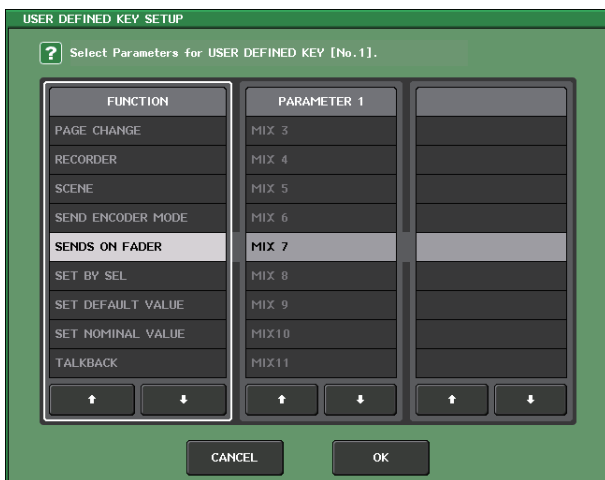 USER DEFINED KEY SETUP
? Select Parameters for USER DEFINED KEY [No.1].
FUNCTION
PAGE CHANGE
RECORDER
SCENE
SEND ENCODER MODE
SENDS ON FADER
SET BY SEL
SET DEFAULT VALUE
SET NOMINAL VALUE
TALKBACK
PARAMETER 1
MIX 3
MIX 4
MIX 5
MIX 6
MIX 7
MIX 8
MIX 9
MIX10
MIX11
CANCEL
OK